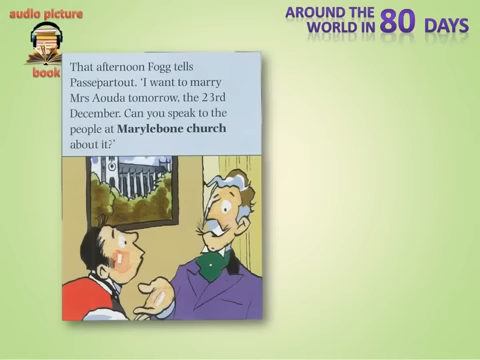 audio picture
book
AROUND THE
WORLD IN 80 DAYS
That afternoon Fogg tells
Passepartout. 'I want to marry
Mrs Aouda tomorrow, the 23rd
December. Can you speak to the
people at Marylebone church
about it?'